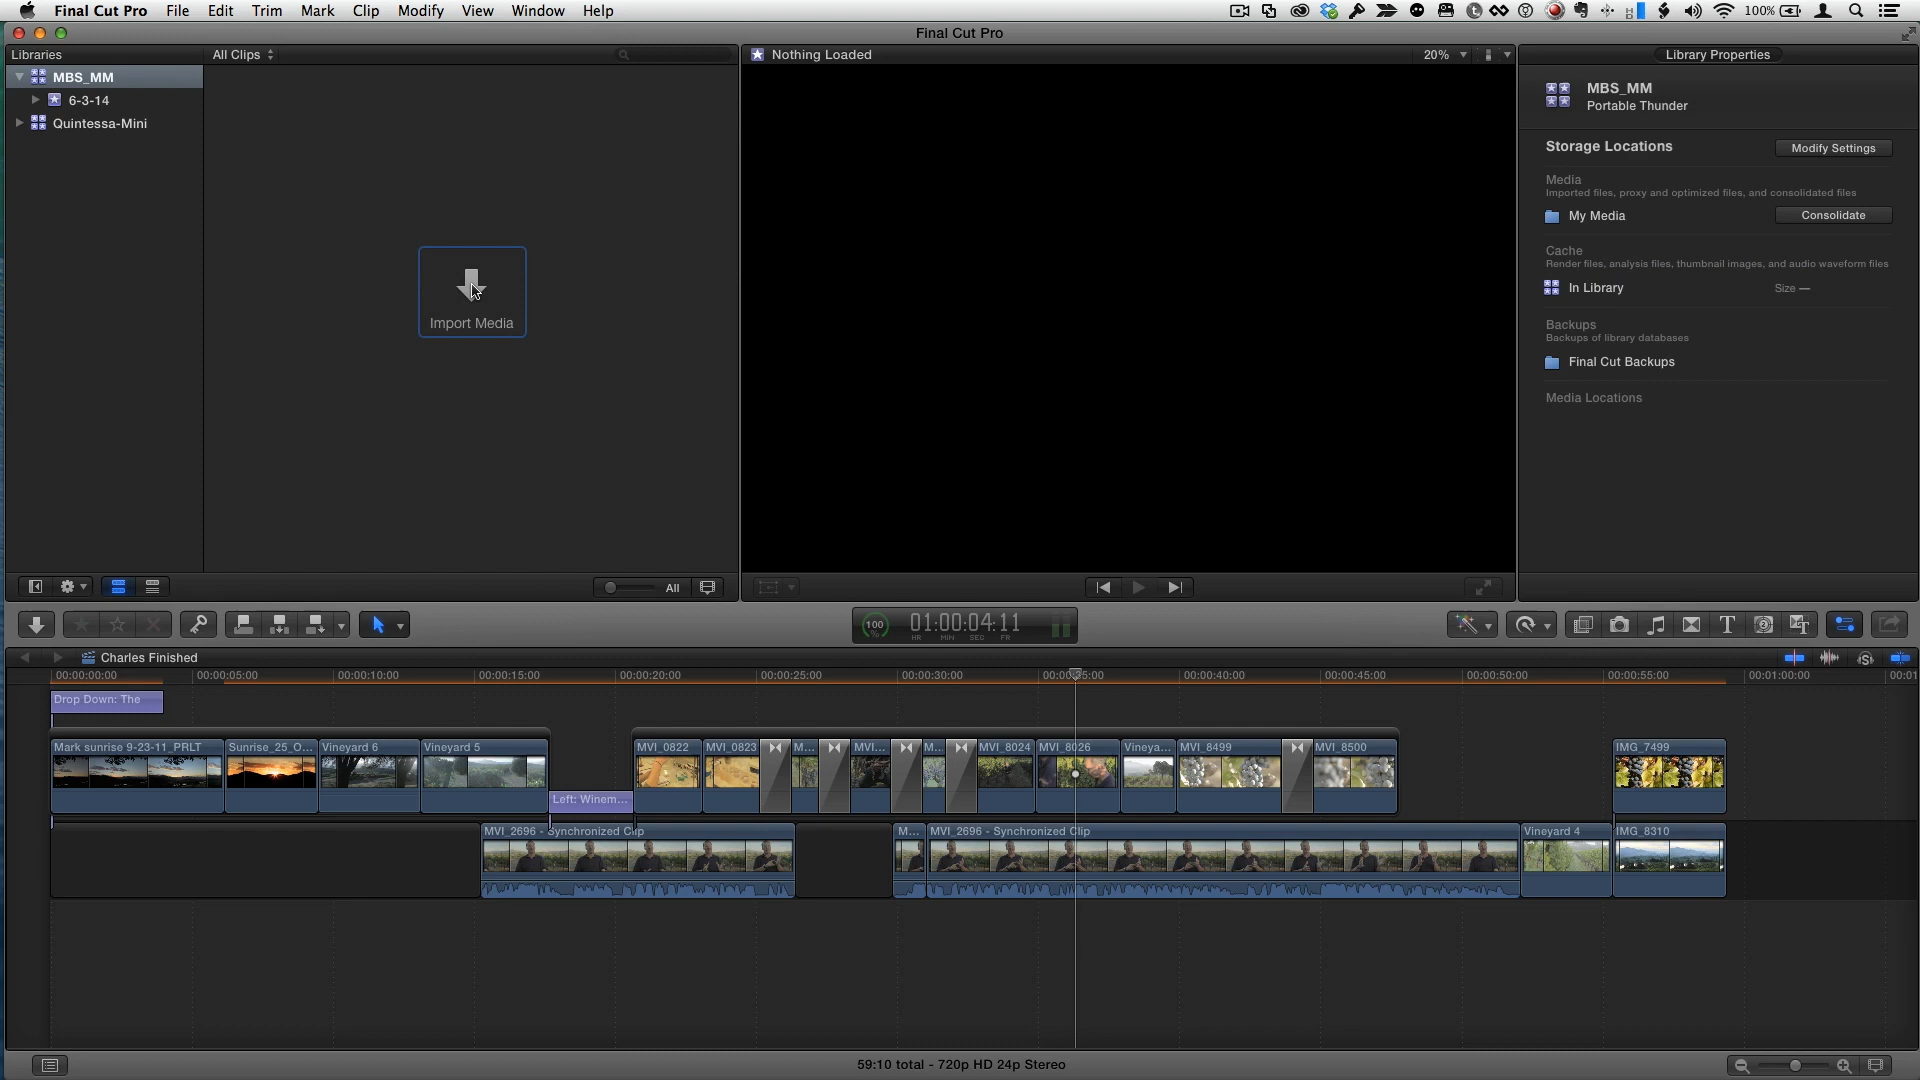 Final Cut Pro File Edit Trim Mark Clip Modify View Window Help 100%
Final Cut Pro
Libraries All Clips
MBS_MM
6-3-14
Quintessa-Mini
Import Media
All
Nothing Loaded 20%
Library Properties
MBS_MM
Portable Thunder
Storage Locations Modify Settings
Media
Imported files, proxy and optimized files, and consolidated files
My Media Consolidate
Cache
Render files, analysis files, thumbnail images, and audio waveform files
In Library Size —
Backups
Backups of library databases
Final Cut Backups
Media Locations
100 % 01:00:04:11
HR MIN SEC FR
Charles Finished
00:00:00:00 00:00:05:00 00:00:10:00 00:00:15:00 00:00:20:00 00:00:25:00 00:00:30:00 00:00:35:00 00:00:40:00 00:00:45:00 00:00:50:00 00:00:55:00 00:01:00:00 00:01
Drop Down: The
Mark sunrise 9-23-11_PRLT Sunrise_25_O... Vineyard 6 Vineyard 5 MVI_0822 MVI_0823 M... MVI... M... MVI_8024 MVI_8026 Vineya... MVI_8499 MVI_8500 IMG_7499
Left: Winem...
MVI_2696 - Synchronized Clip M... MVI_2696 - Synchronized Clip Vineyard 4 IMG_8310
59:10 total - 720p HD 24p Stereo